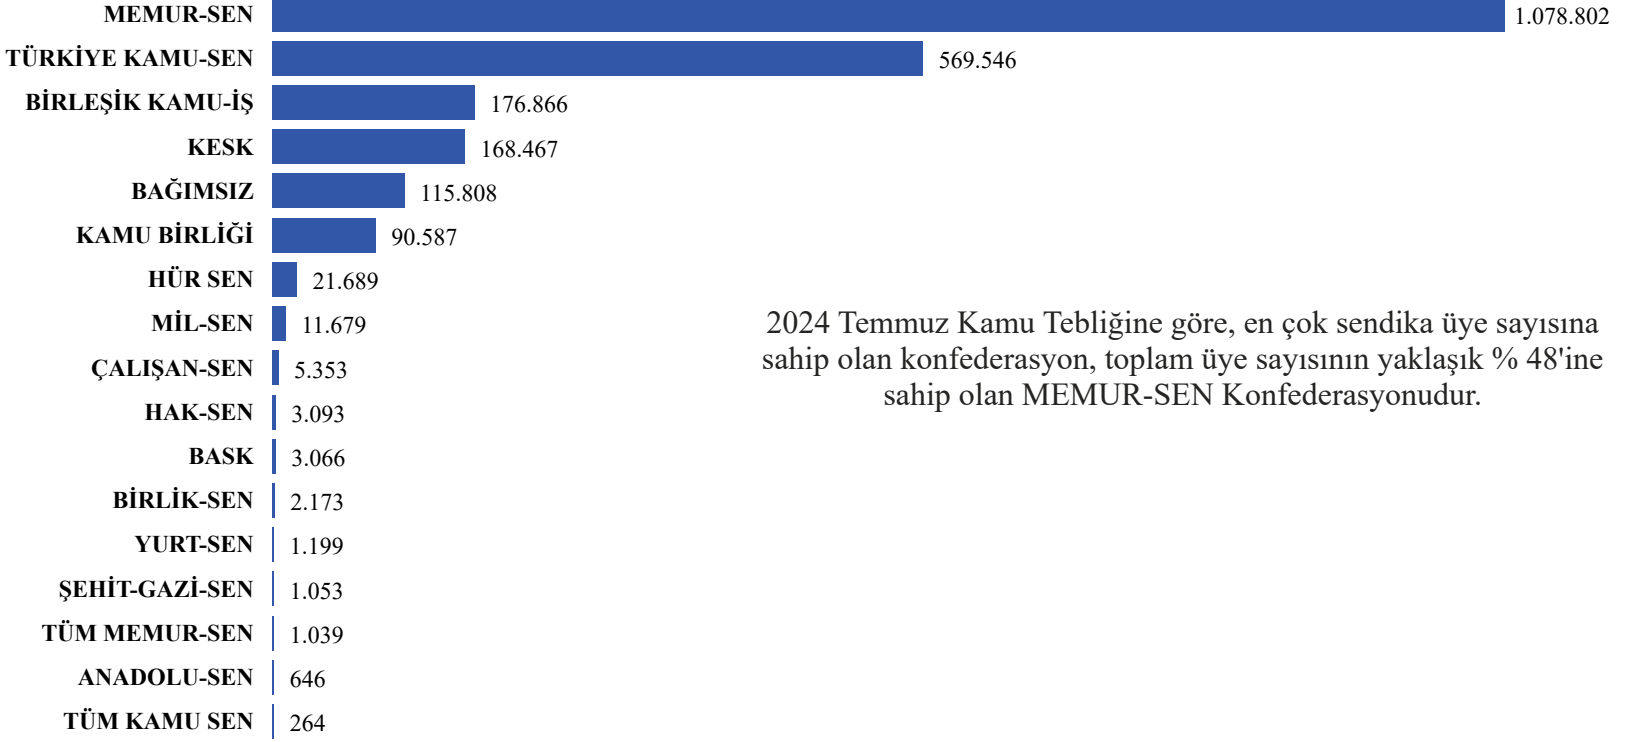 MEMUR-SEN 1.078.802
TÜRKİYE KAMU-SEN 569.546
BİRLEŞİK KAMU-İŞ 176.866
KESK 168.467
BAĞIMSIZ 115.808
KAMU BİRLİĞİ 90.587
HÜR SEN 21.689
MİL-SEN 11.679
ÇALIŞAN-SEN 5.353
HAK-SEN 3.093
BASK 3.066
BİRLİK-SEN 2.173
YURT-SEN 1.199
ŞEHİT-GAZİ-SEN 1.053
TÜM MEMUR-SEN 1.039
ANADOLU-SEN 646
TÜM KAMU SEN 264
2024 Temmuz Kamu Tebliğine göre, en çok sendika üye sayısına
sahip olan konfederasyon, toplam üye sayısının yaklaşık % 48'ine
sahip olan MEMUR-SEN Konfederasyonudur.